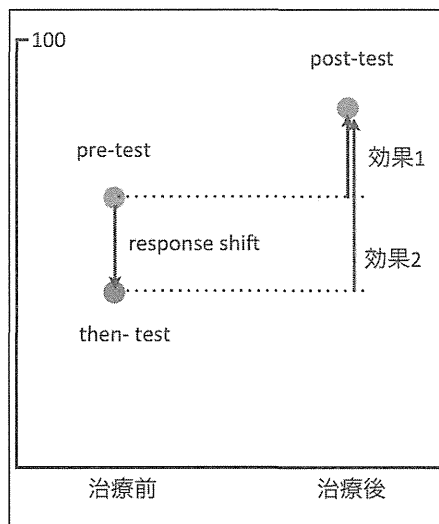 100
post-test
pre-test
効果1
response shift
効果2
then- test
治療前
治療後